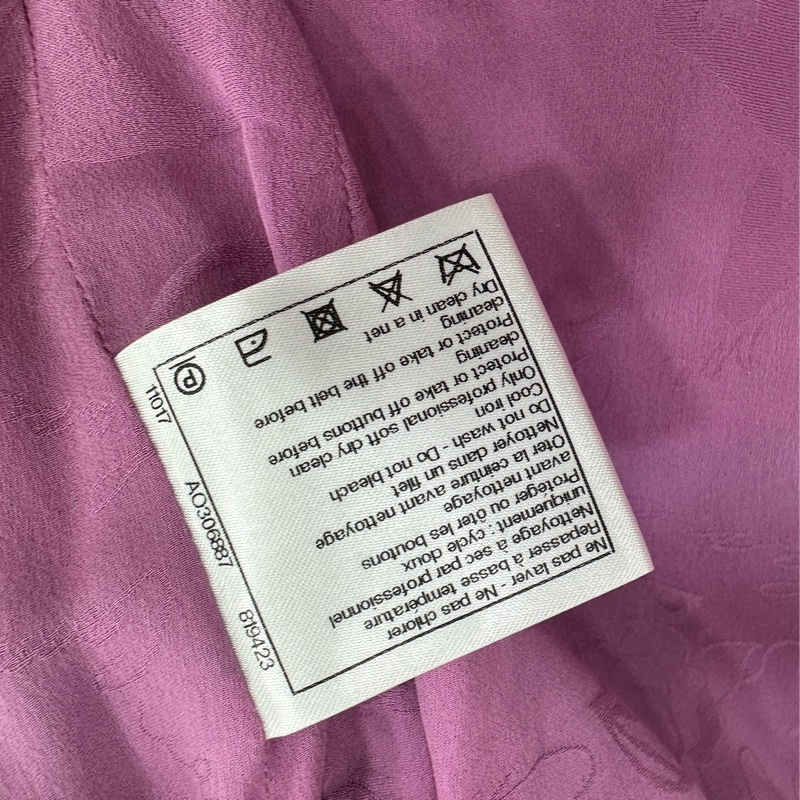 Ne pas laver - Ne pas chlorer
Repasser à basse température
Nettoyage à sec par professionnel
uniquement : cycle doux
Protéger ou ôter les boutons
avant nettoyage
Oter la ceinture avant nettoyage
Nettoyer dans un filet
Do not wash - Do not bleach
Cool iron
Only professional soft dry clean
Protect or take off buttons before
cleaning
Protect or take off the belt before
cleaning
Dry clean in a net
P
819423
AO306887
11017